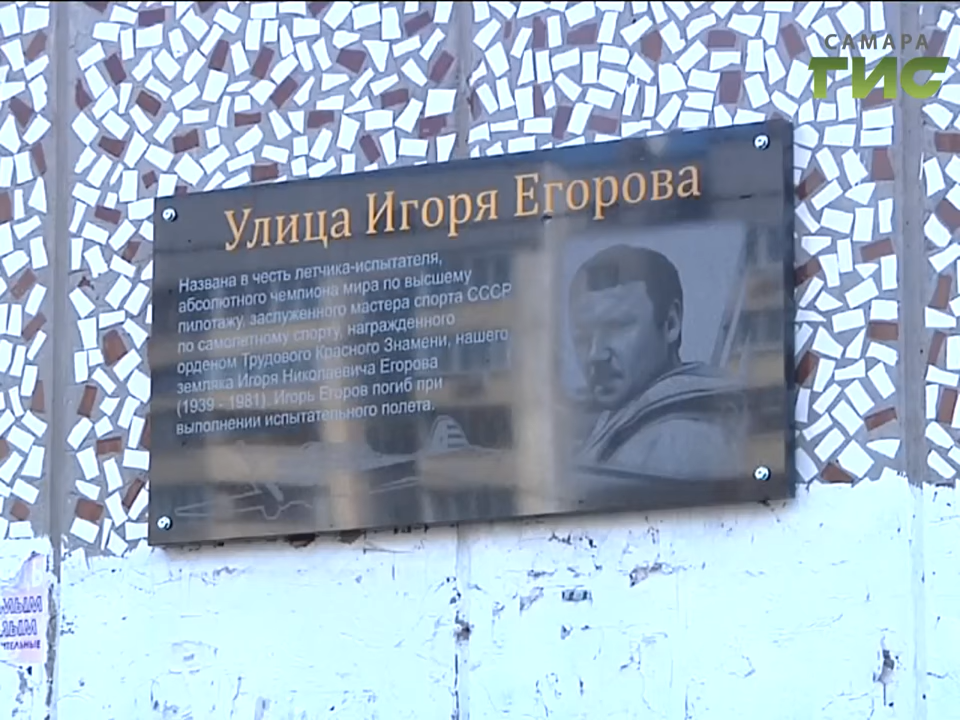 САМАРА
ТИС
Улица Игоря Егорова
Названа в честь летчика-испытателя,
абсолютного чемпиона мира по высшему
пилотажу, заслуженного мастера спорта СССР
по самолетному спорту, награжденного
орденом Трудового Красного Знамени, нашего
земляка Игоря Николаевича Егорова
(1939 - 1981). Игорь Егоров погиб при
выполнении испытательного полета.